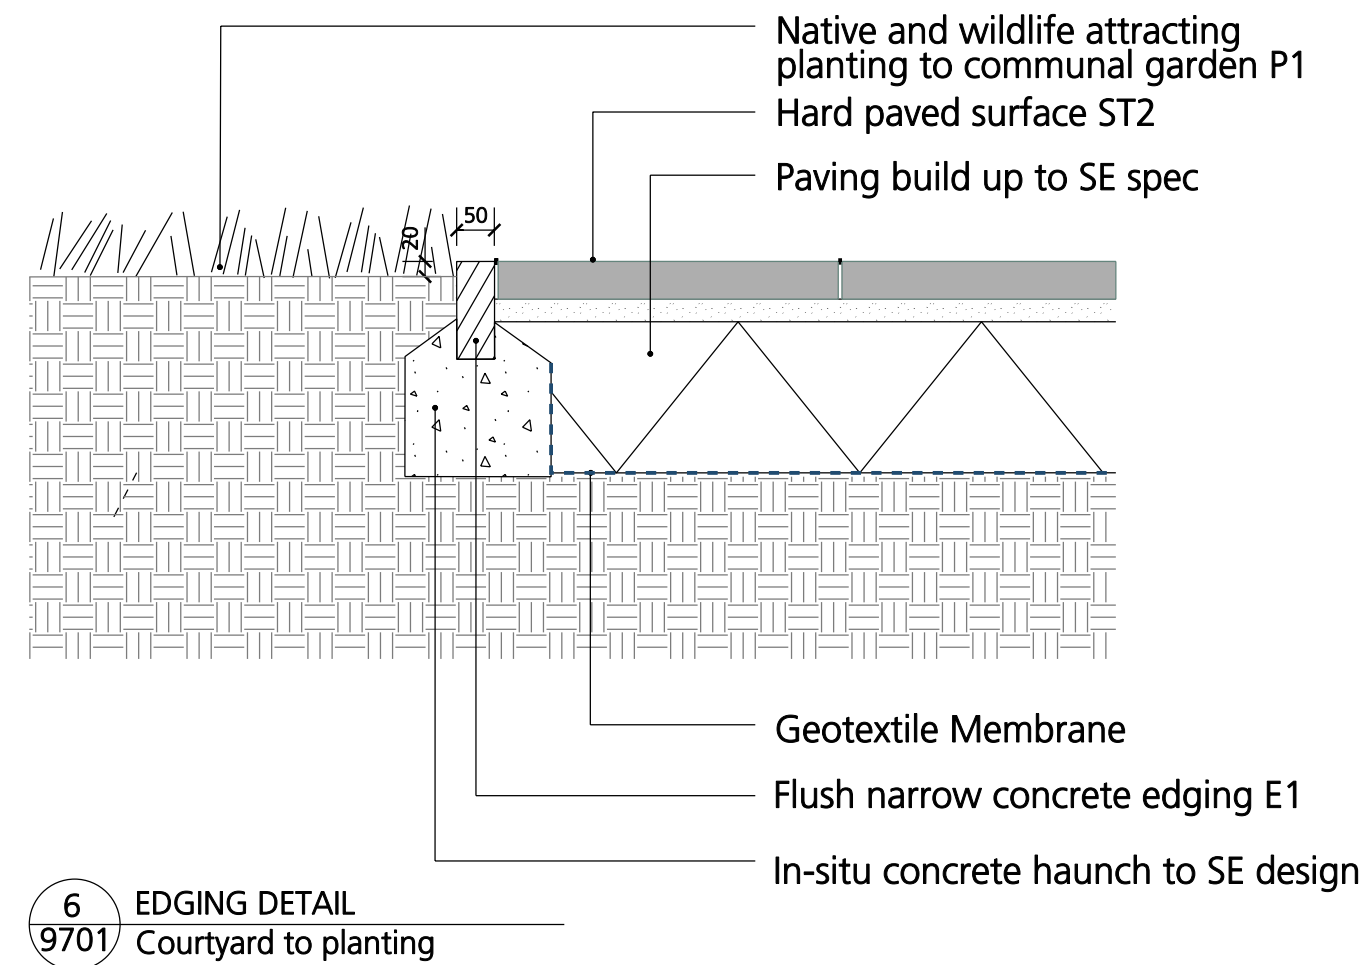 Native and wildlife attracting
planting to communal garden P1
Hard paved surface ST2
Paving build up to SE spec
50
20
Geotextile Membrane
Flush narrow concrete edging E1
In-situ concrete haunch to SE design
6
9701
EDGING DETAIL
Courtyard to planting